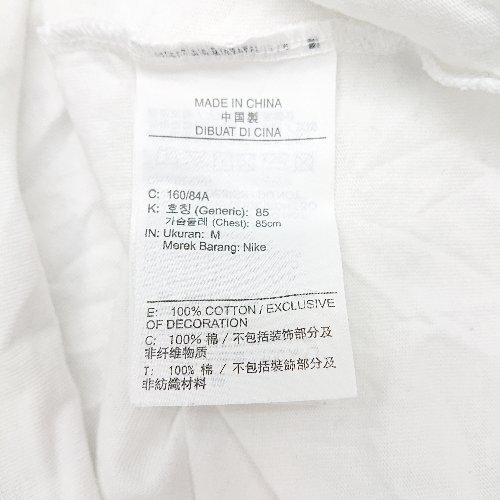 MADE IN CHINA
中国製
DIBUAT DI CINA
C: 160/84A
K: 호칭 (Generic): 85
가슴둘레 (Chest): 85cm
IN: Ukuran: M
Merek Barang: Nike
E: 100% COTTON / EXCLUSIVE
OF DECORATION
C: 100% 棉 / 不包括装饰部分及
非纤维物质
T: 100% 棉 / 不包括裝飾部分及
非紡織材料